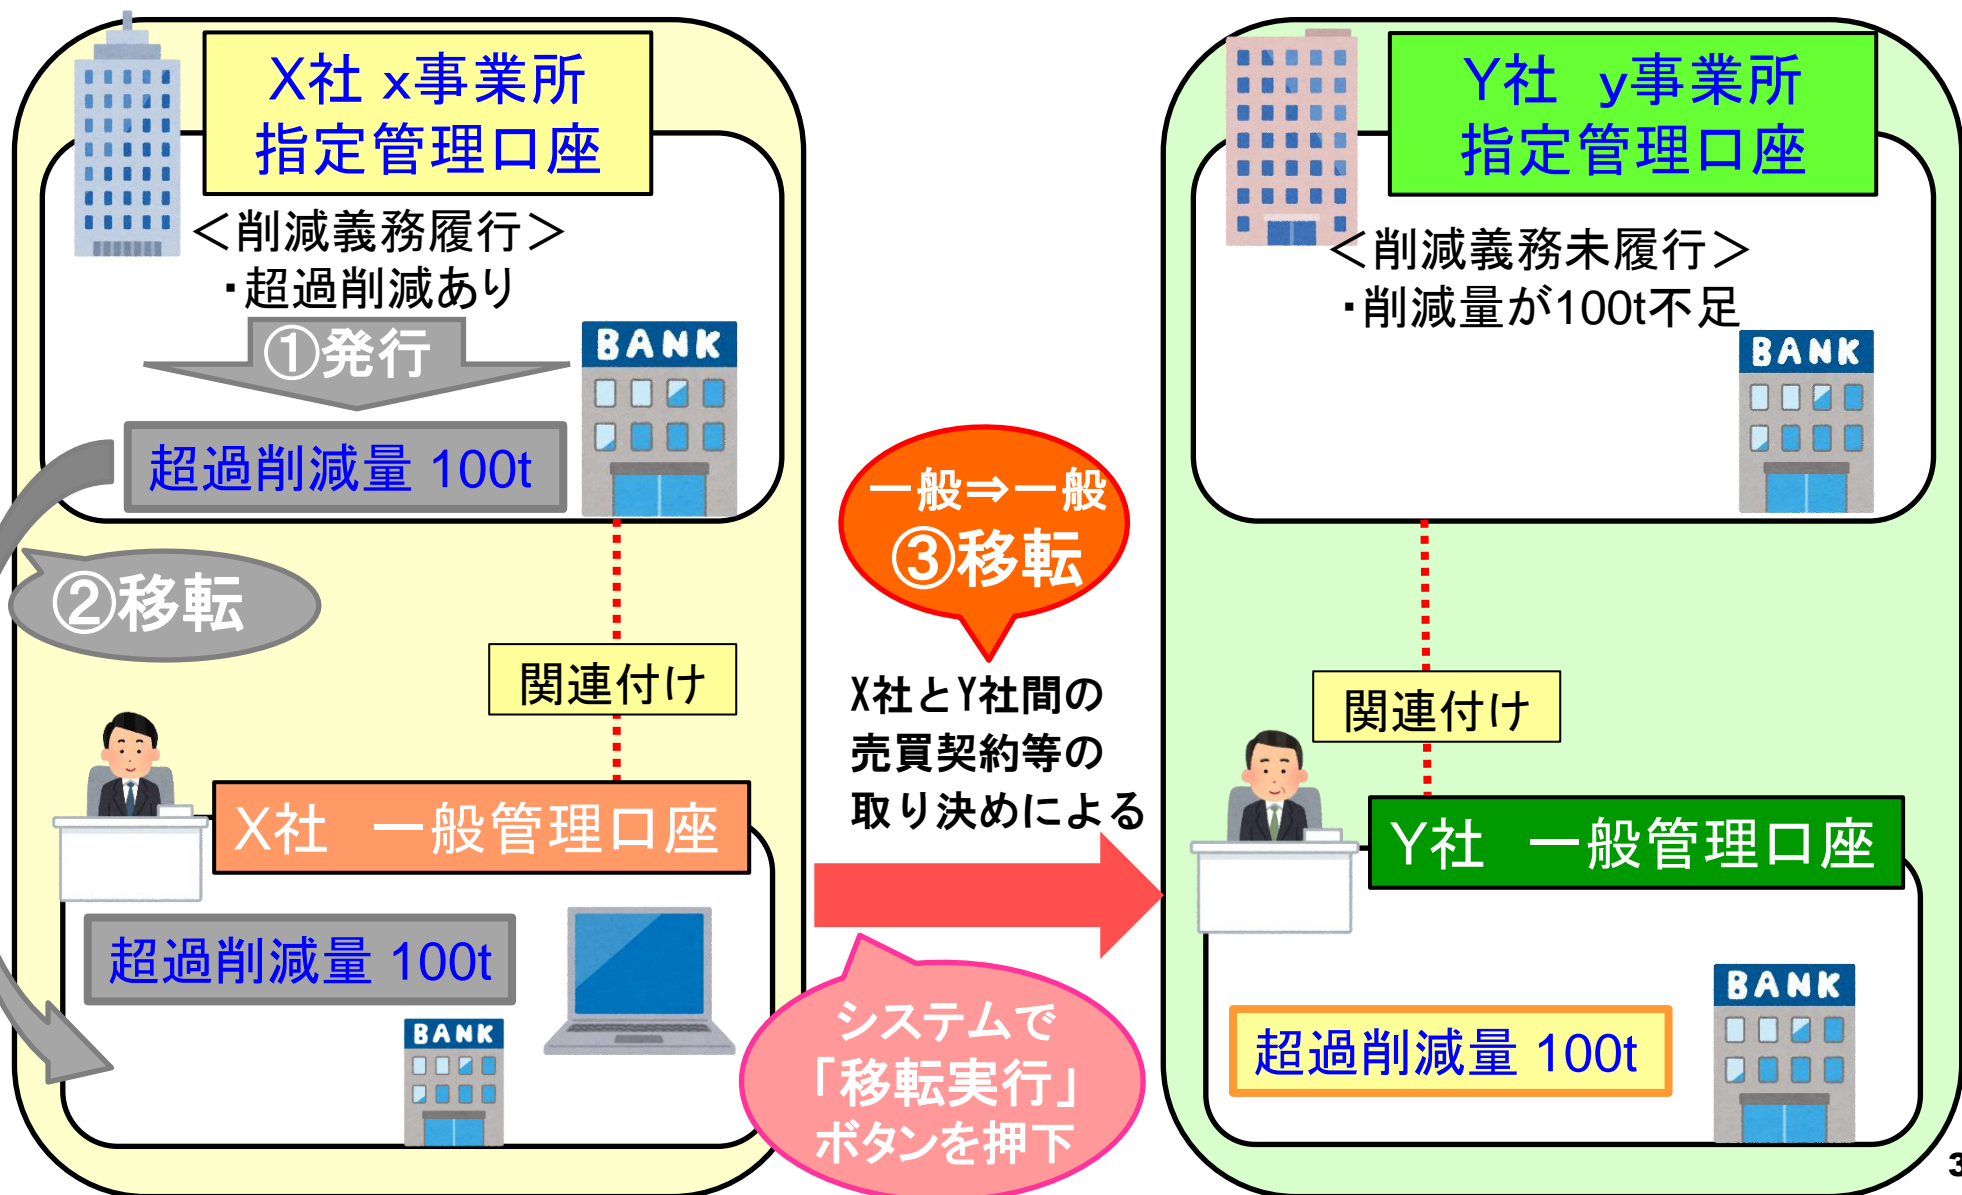 X社 x事業所
指定管理口座
＜削減義務履行＞
・超過削減あり
①発行
BANK
超過削減量 100t
②移転
関連付け
X社　一般管理口座
超過削減量 100t
BANK
一般⇒一般
③移転
X社とY社間の
売買契約等の
取り決めによる
システムで
「移転実行」
ボタンを押下
Y社　y事業所
指定管理口座
＜削減義務未履行＞
・削減量が100t不足
BANK
関連付け
Y社　一般管理口座
超過削減量 100t
BANK
3